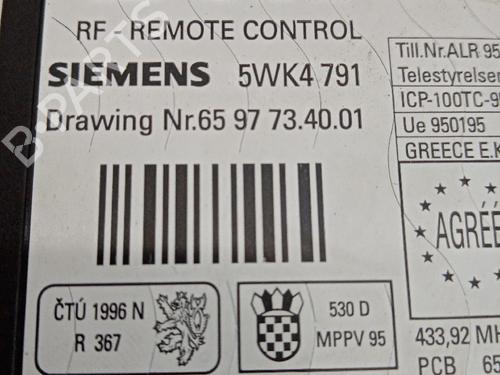 RF - REMOTE CONTROL
SIEMENS 5WK4 791
Drawing Nr.65 97 73.40.01
Till.Nr.ALR 95
Telestyrelsen
ICP-100TC-9
Ue 950195
GREECE E.K
AGRÉÉ
ČTÚ 1996 N
R 367
530 D
MPPV 95
433,92 MH
PCB 65
B-PARTS